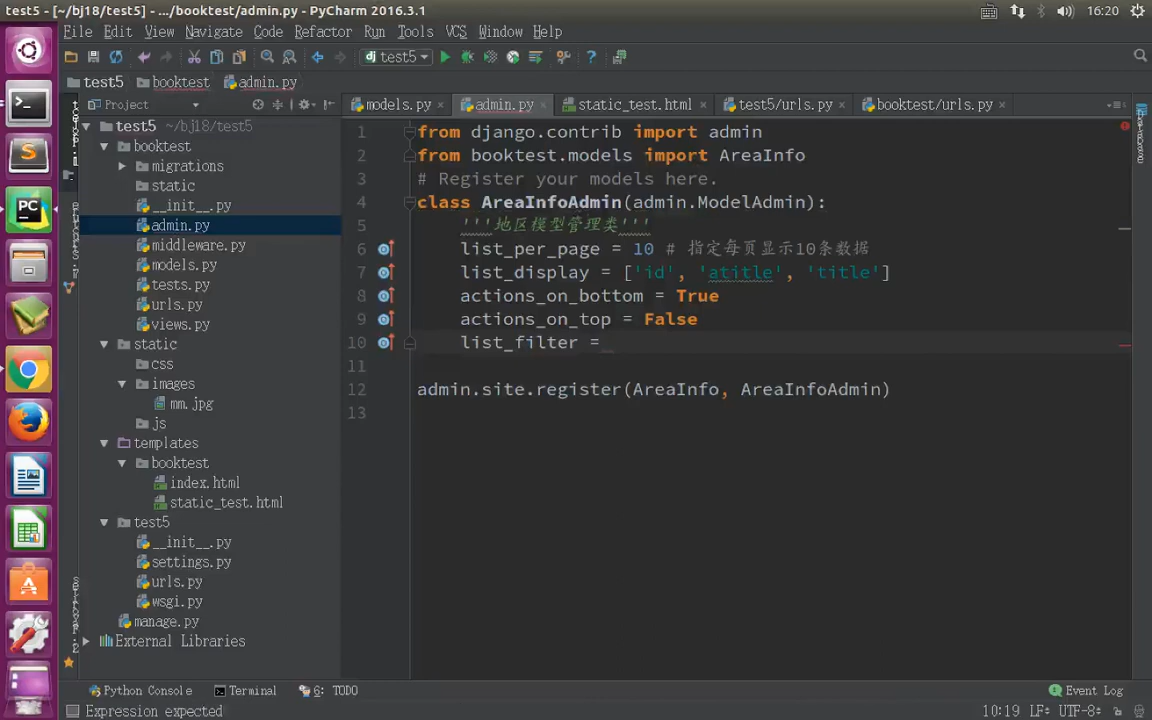 test5 - [~/bj18/test5] - .../booktest/admin.py - PyCharm 2016.3.1
16:20
File Edit View Navigate Code Refactor Run Tools VCS Window Help
test5
test5 booktest admin.py
Project
models.py
admin.py
static_test.html
test5/urls.py
booktest/urls.py
test5 ~/bj18/test5
booktest
migrations
static
__init__.py
admin.py
middleware.py
models.py
tests.py
urls.py
views.py
static
css
images
mm.jpg
js
templates
booktest
index.html
static_test.html
test5
__init__.py
settings.py
urls.py
wsgi.py
manage.py
External Libraries
1 from django.contrib import admin
2 from booktest.models import AreaInfo
3 # Register your models here.
4 class AreaInfoAdmin(admin.ModelAdmin):
5 '''地区模型管理类'''
6 list_per_page = 10 # 指定每页显示10条数据
7 list_display = ['id', 'atitle', 'title']
8 actions_on_bottom = True
9 actions_on_top = False
10 list_filter =
11
12 admin.site.register(AreaInfo, AreaInfoAdmin)
13
Python Console Terminal 6: TODO Event Log
Expression expected 10:19 LF÷ UTF-8÷